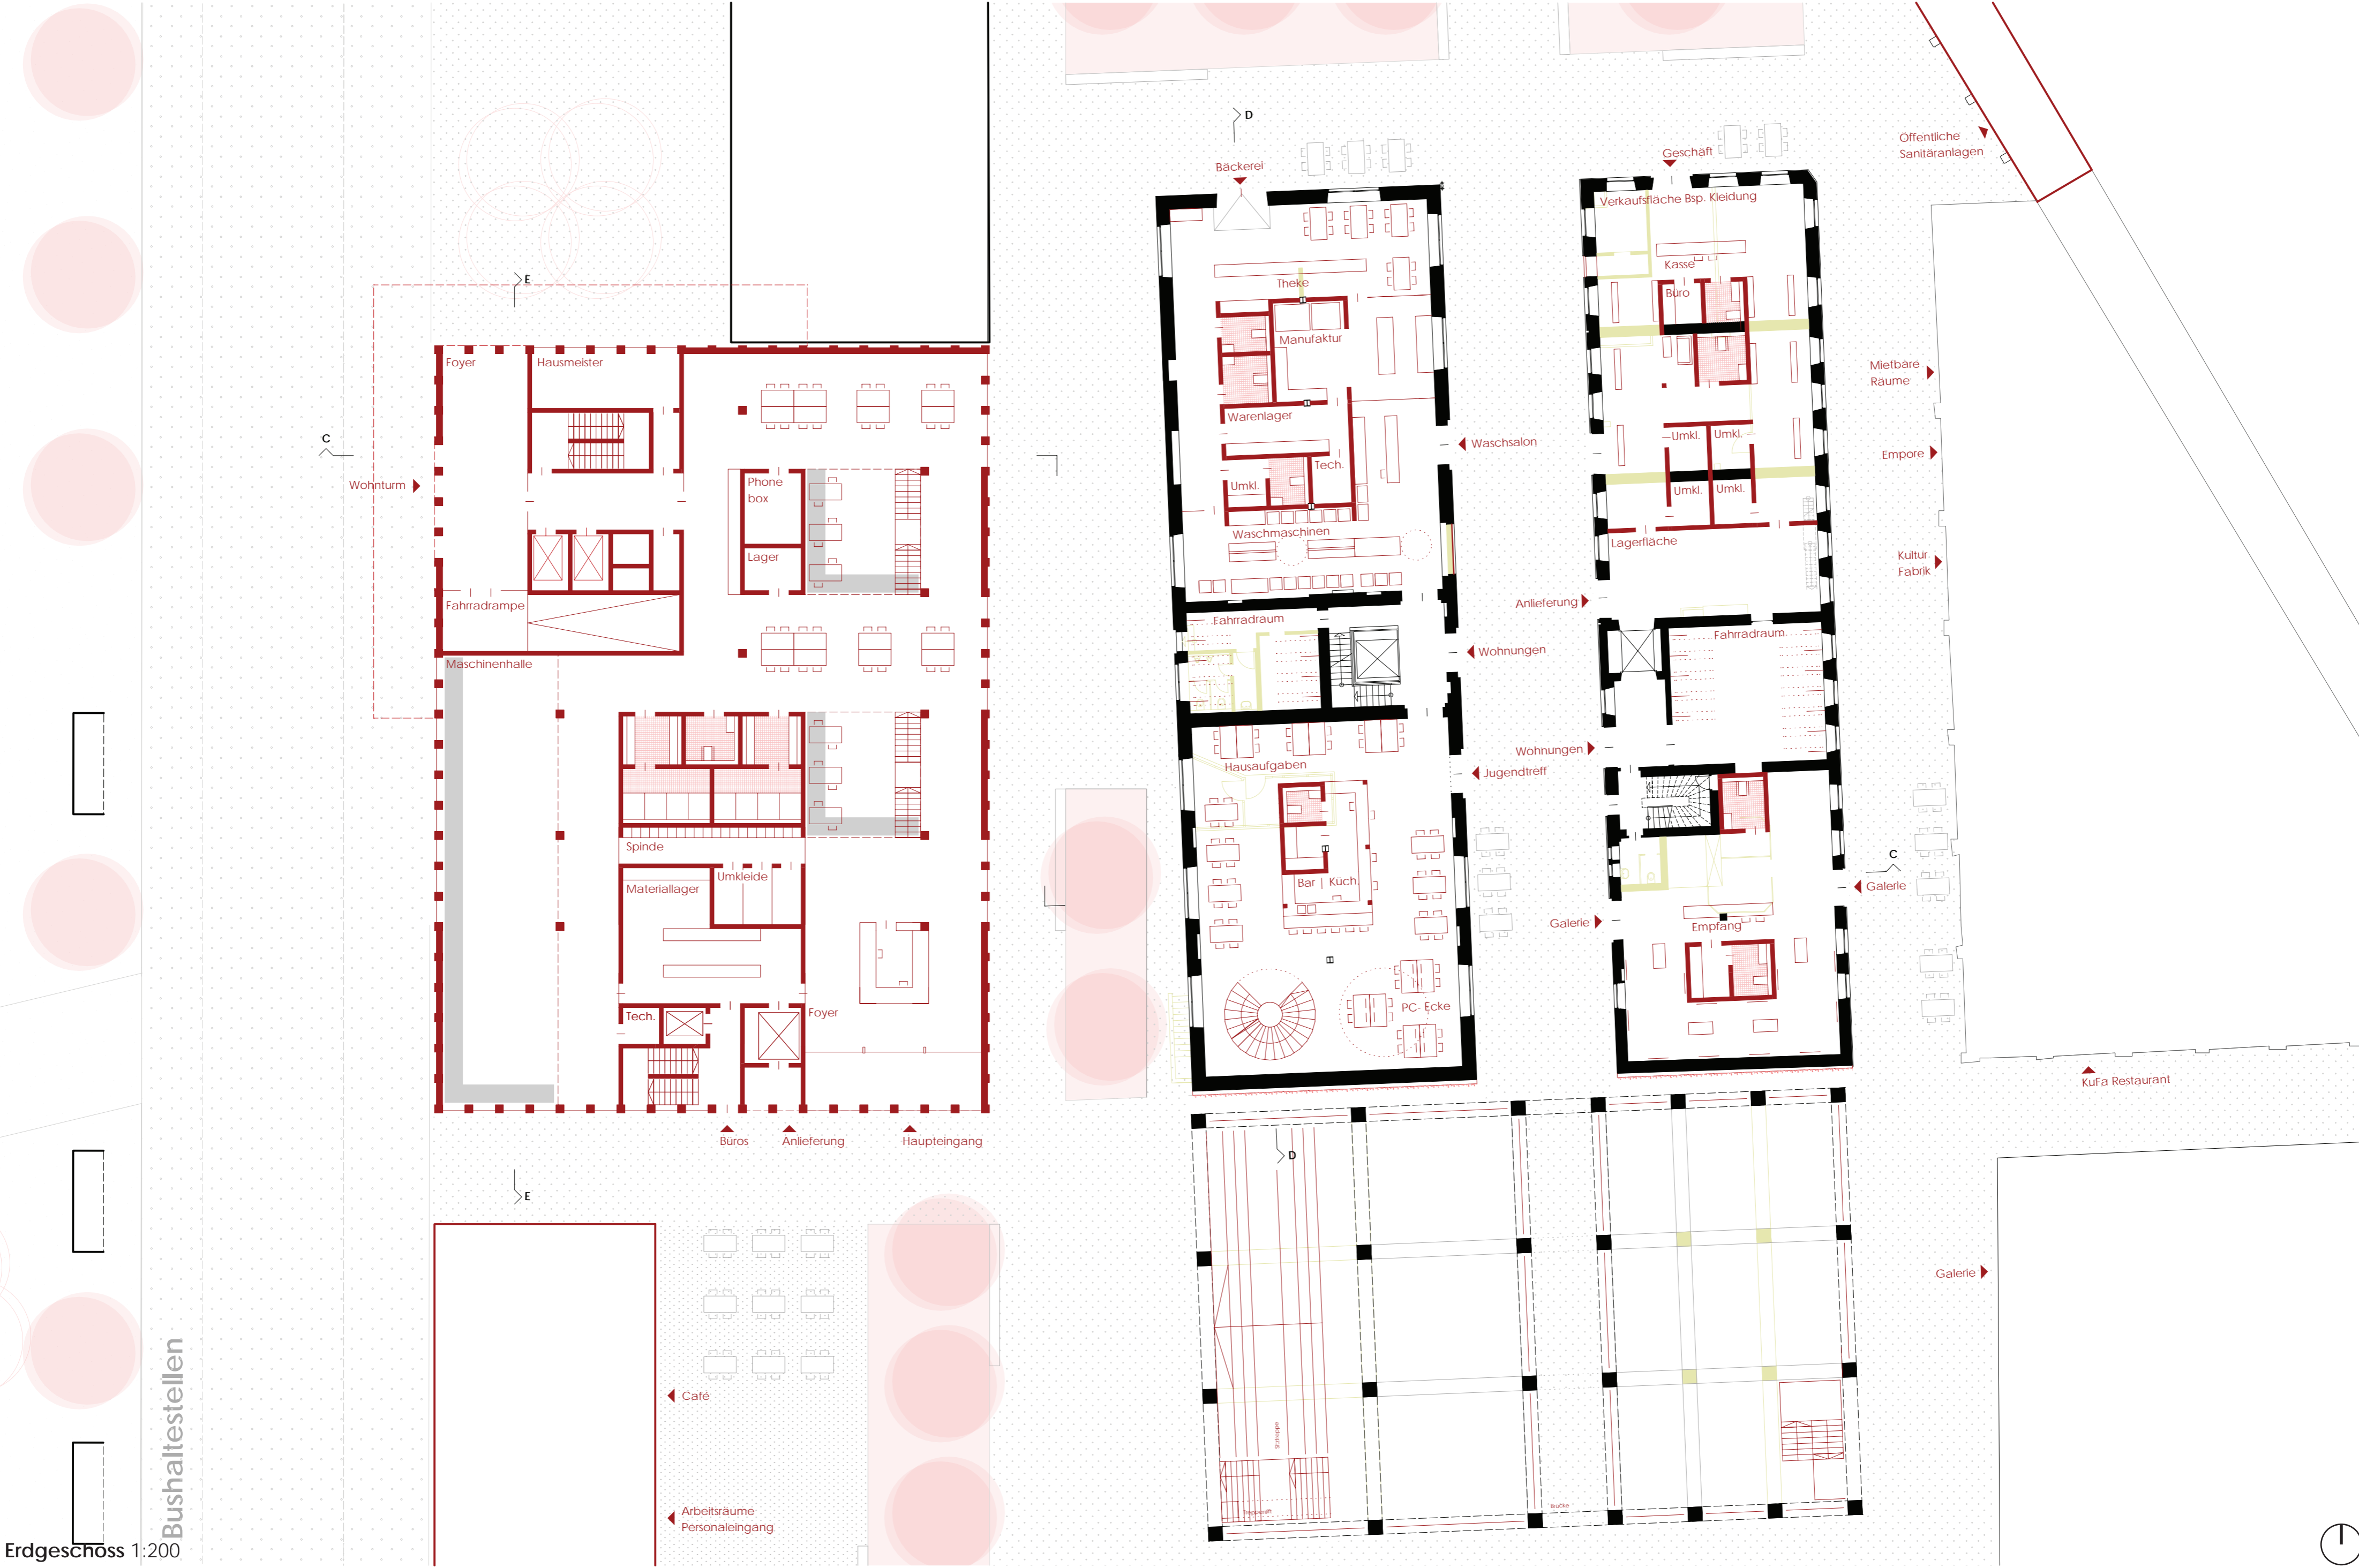 D
Bäckerei
Geschäft
Öffentliche
Sanitäranlagen
Verkaufsfläche Bsp. Kleidung
E
Theke
Kasse
Büro
Foyer
Hausmeister
Manufaktur
Mietbare
Räume
Warenlager
C
Waschsalon
Umkl.
Umkl.
Empore
Wohnturm
Phone
box
Tech.
Umkl.
Umkl.
Umkl.
Waschmaschinen
Lager
Lagerfläche
Kultur
Fabrik
Fahrradrampe
Anlieferung
Fahrradraum
Fahrradraum
Wohnungen
Maschinenhalle
Wohnungen
Hausaufgaben
Jugendtreff
Spinde
C
Materiallager
Umkleide
Bar | Küch.
Galerie
Galerie
Empfang
Tech.
Foyer
PC- Ecke
KuFa Restaurant
Büros
Anlieferung
Haupteingang
D
E
Galerie
Café
Sitztreppe
Bushaltestellen
Arbeitsräume
Personaleingang
Treppenlift
Brücke
Erdgeschoss 1:200